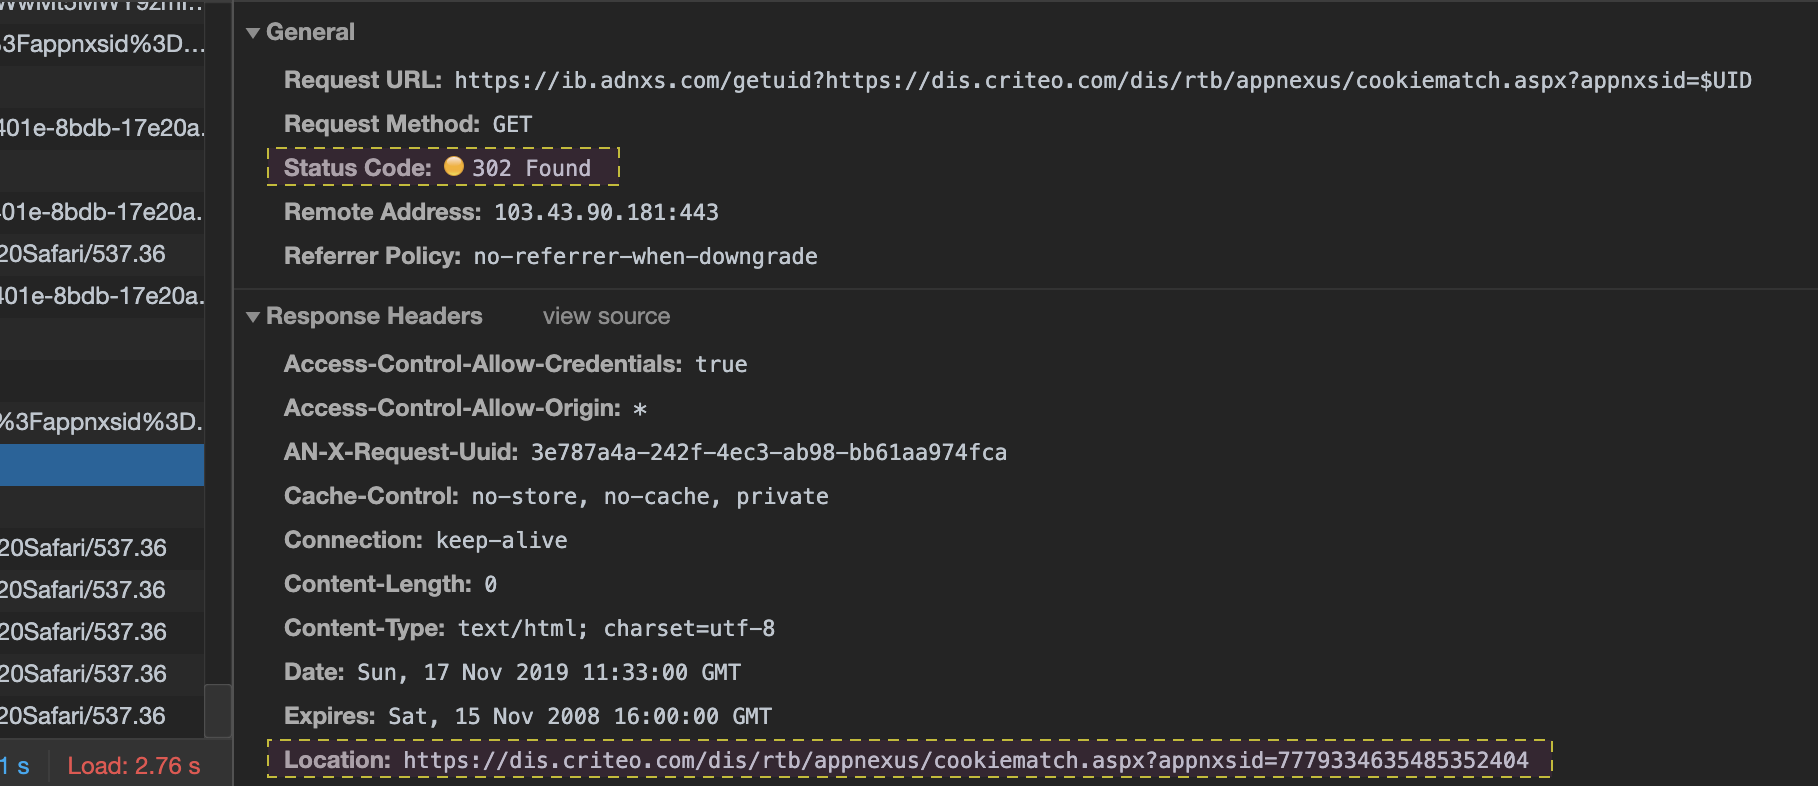 3Fappnxsid%3D...
401e-8bdb-17e20a.
01e-8bdb-17e20a.
20Safari/537.36
401e-8bdb-17e20a.
%3Fappnxsid%3D.
20Safari/537.36
20Safari/537.36
20Safari/537.36
20Safari/537.36
20Safari/537.36
1 s
Load: 2.76 s
General
Request URL: https://ib.adnxs.com/getuid?https://dis.criteo.com/dis/rtb/appnexus/cookiematch.aspx?appnxsid=$UID
Request Method: GET
Status Code: 302 Found
Remote Address: 103.43.90.181:443
Referrer Policy: no-referrer-when-downgrade
Response Headers view source
Access-Control-Allow-Credentials: true
Access-Control-Allow-Origin: *
AN-X-Request-Uuid: 3e787a4a-242f-4ec3-ab98-bb61aa974fca
Cache-Control: no-store, no-cache, private
Connection: keep-alive
Content-Length: 0
Content-Type: text/html; charset=utf-8
Date: Sun, 17 Nov 2019 11:33:00 GMT
Expires: Sat, 15 Nov 2008 16:00:00 GMT
Location: https://dis.criteo.com/dis/rtb/appnexus/cookiematch.aspx?appnxsid=7779334635485352404